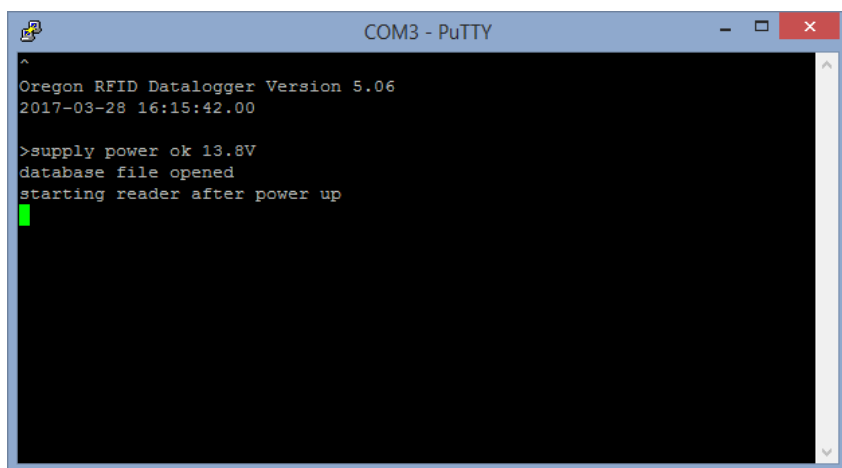 COM3 - PuTTY
^
Oregon RFID Datalogger Version 5.06
2017-03-28 16:15:42.00
>supply power ok 13.8V
database file opened
starting reader after power up